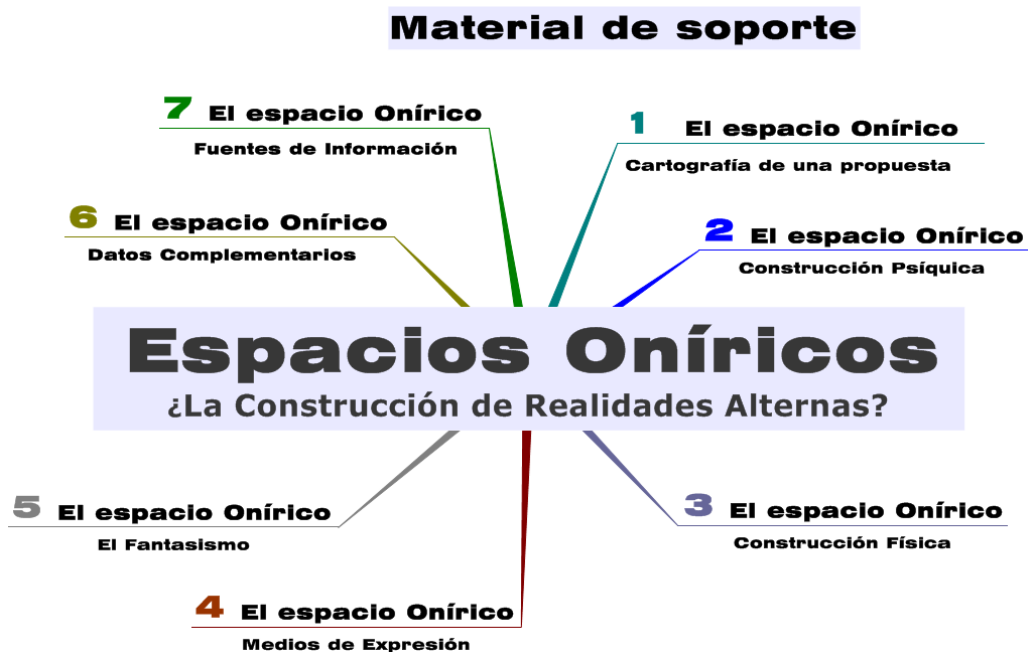 Material de soporte
7 El espacio Onírico
Fuentes de Información
1 El espacio Onírico
Cartografía de una propuesta
6 El espacio Onírico
Datos Complementarios
2 El espacio Onírico
Construcción Psíquica
Espacios Oníricos
¿La Construcción de Realidades Alternas?
5 El espacio Onírico
El Fantasismo
3 El espacio Onírico
Construcción Física
4 El espacio Onírico
Medios de Expresión